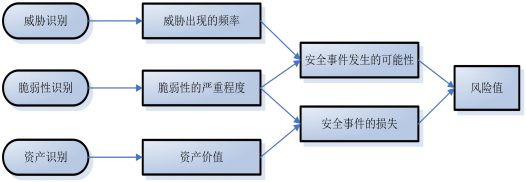 威胁识别
威胁出现的频率
安全事件发生的可能性
脆弱性识别
脆弱性的严重程度
风险值
安全事件的损失
资产识别
资产价值